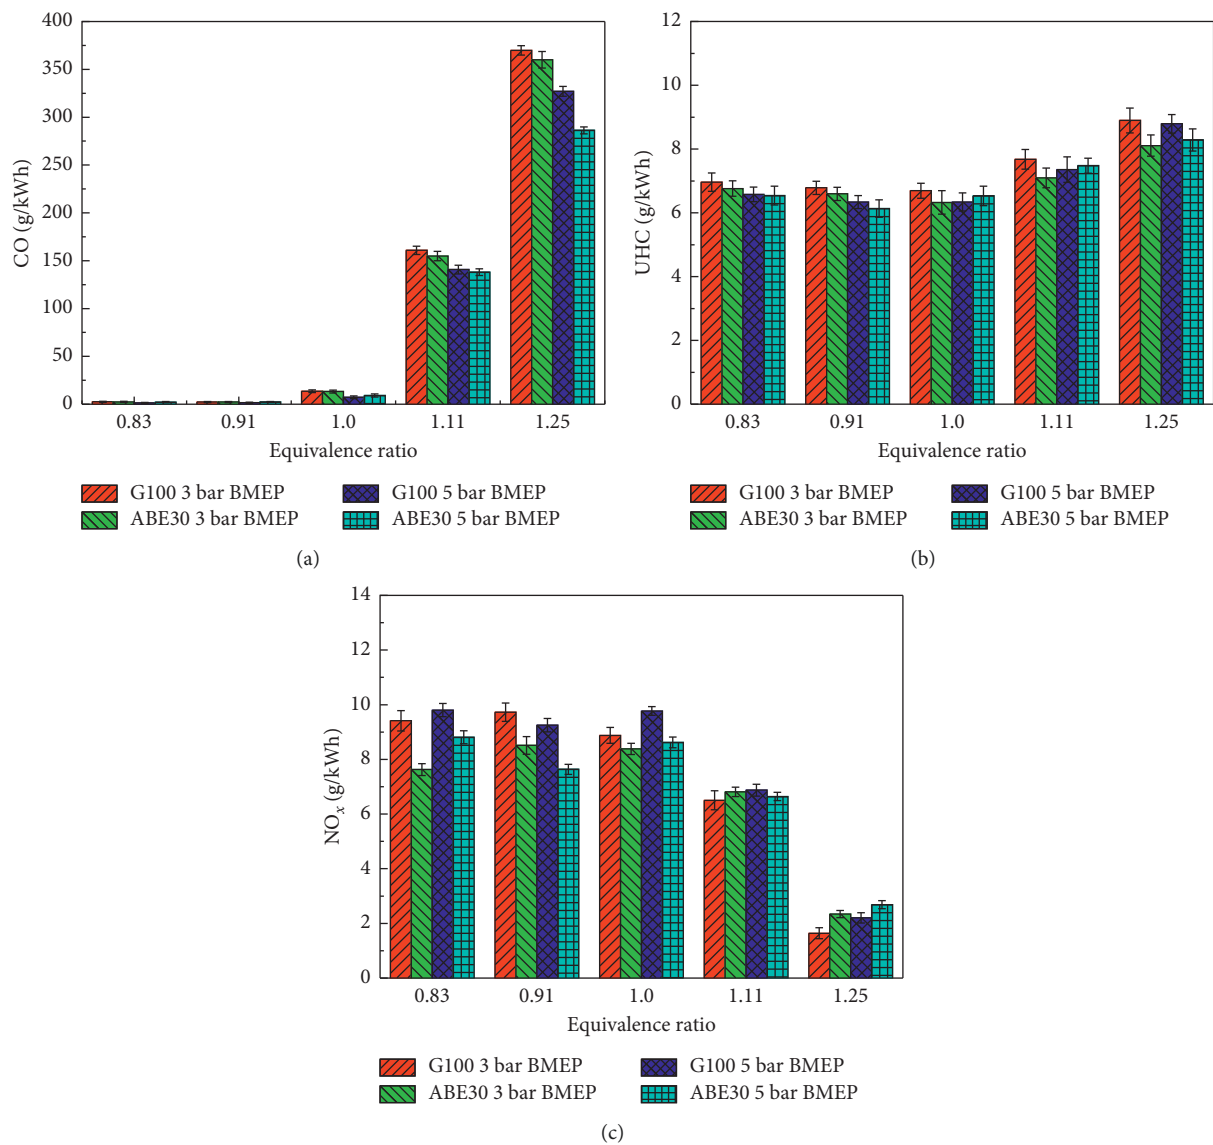 400
350
300
250
200
150
100
50
0
CO (g/kWh)
0.83 0.91 1.0 1.11 1.25
Equivalence ratio
G100 3 bar BMEP G100 5 bar BMEP
ABE30 3 bar BMEP ABE30 5 bar BMEP
(a)
12
10
8
6
4
2
0
UHC (g/kWh)
0.83 0.91 1.0 1.11 1.25
Equivalence ratio
G100 3 bar BMEP G100 5 bar BMEP
ABE30 3 bar BMEP ABE30 5 bar BMEP
(b)
14
12
10
8
6
4
2
0
NOx (g/kWh)
0.83 0.91 1.0 1.11 1.25
Equivalence ratio
G100 3 bar BMEP G100 5 bar BMEP
ABE30 3 bar BMEP ABE30 5 bar BMEP
(c)